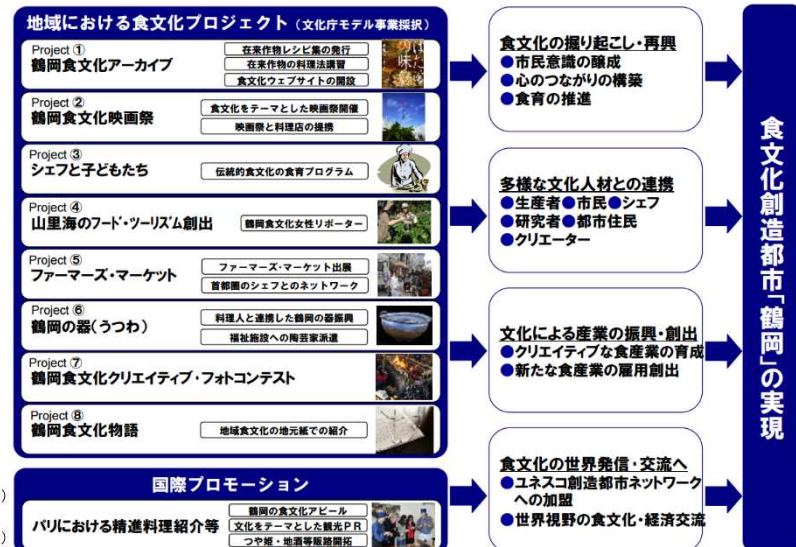 地域における食文化プロジェクト(文化庁モデル事業採択)
Project ①
鶴岡食文化アーカイブ
在来作物レシピ集の発行
在来作物の料理法講習
食文化ウェブサイトの開設
Project ②
鶴岡食文化映画祭
食文化をテーマとした映画祭開催
映画祭と料理店の提携
Project ③
シェフと子どもたち
伝統的食文化の食育プログラム
Project ④
山里海のフード・ツーリズム創出
鶴岡食文化女性リポーター
Project ⑤
ファーマーズ・マーケット
ファーマーズ・マーケット出展
首都圏のシェフとのネットワーク
Project ⑥
鶴岡の器(うつわ)
料理人と連携した鶴岡の器振興
福祉施設への陶芸家派遣
Project ⑦
鶴岡食文化クリエイティブ・フォトコンテスト
Project ⑧
鶴岡食文化物語
地域食文化の地元紙での紹介
国際プロモーション
パリにおける精進料理紹介等
鶴岡の食文化アピール
文化をテーマとした観光PR
つや姫・地酒等販路開拓
)
)
食文化の掘り起こし・再興
●市民意識の醸成
●心のつながりの構築
●食育の推進
多様な文化人材との連携
●生産者●市民●シェフ
●研究者●都市住民
●クリエーター
文化による産業の振興・創出
●クリエイティブな食産業の育成
●新たな食産業の雇用創出
食文化の世界発信・交流へ
●ユネスコ創造都市ネットワーク
への加盟
●世界視野の食文化・経済交流
食文化創造都市「鶴岡」の実現